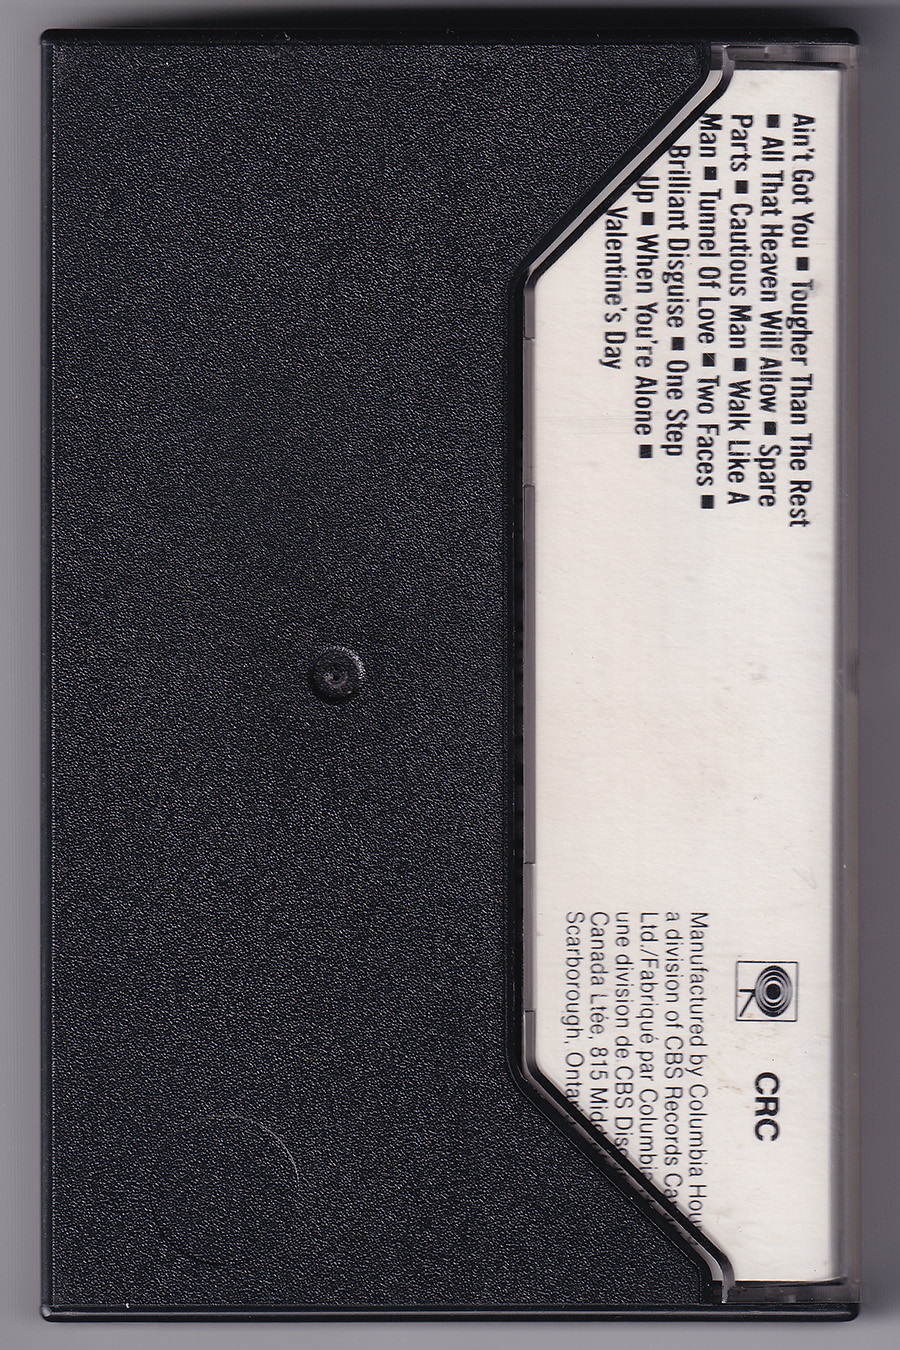 Ain't Got You ■ Tougher Than The Rest
■ All That Heaven Will Allow ■ Spare
Parts ■ Cautious Man ■ Walk Like A
Man ■ Tunnel Of Love ■ Two Faces ■
Brilliant Disguise ■ One Step
Up ■ When You're Alone ■
Valentine's Day
CRC
Manufactured by Columbia
a division of CBS Records
Ltd./Fabriqué par
une division de CBS
Canada Ltée, 815
Scarborough,